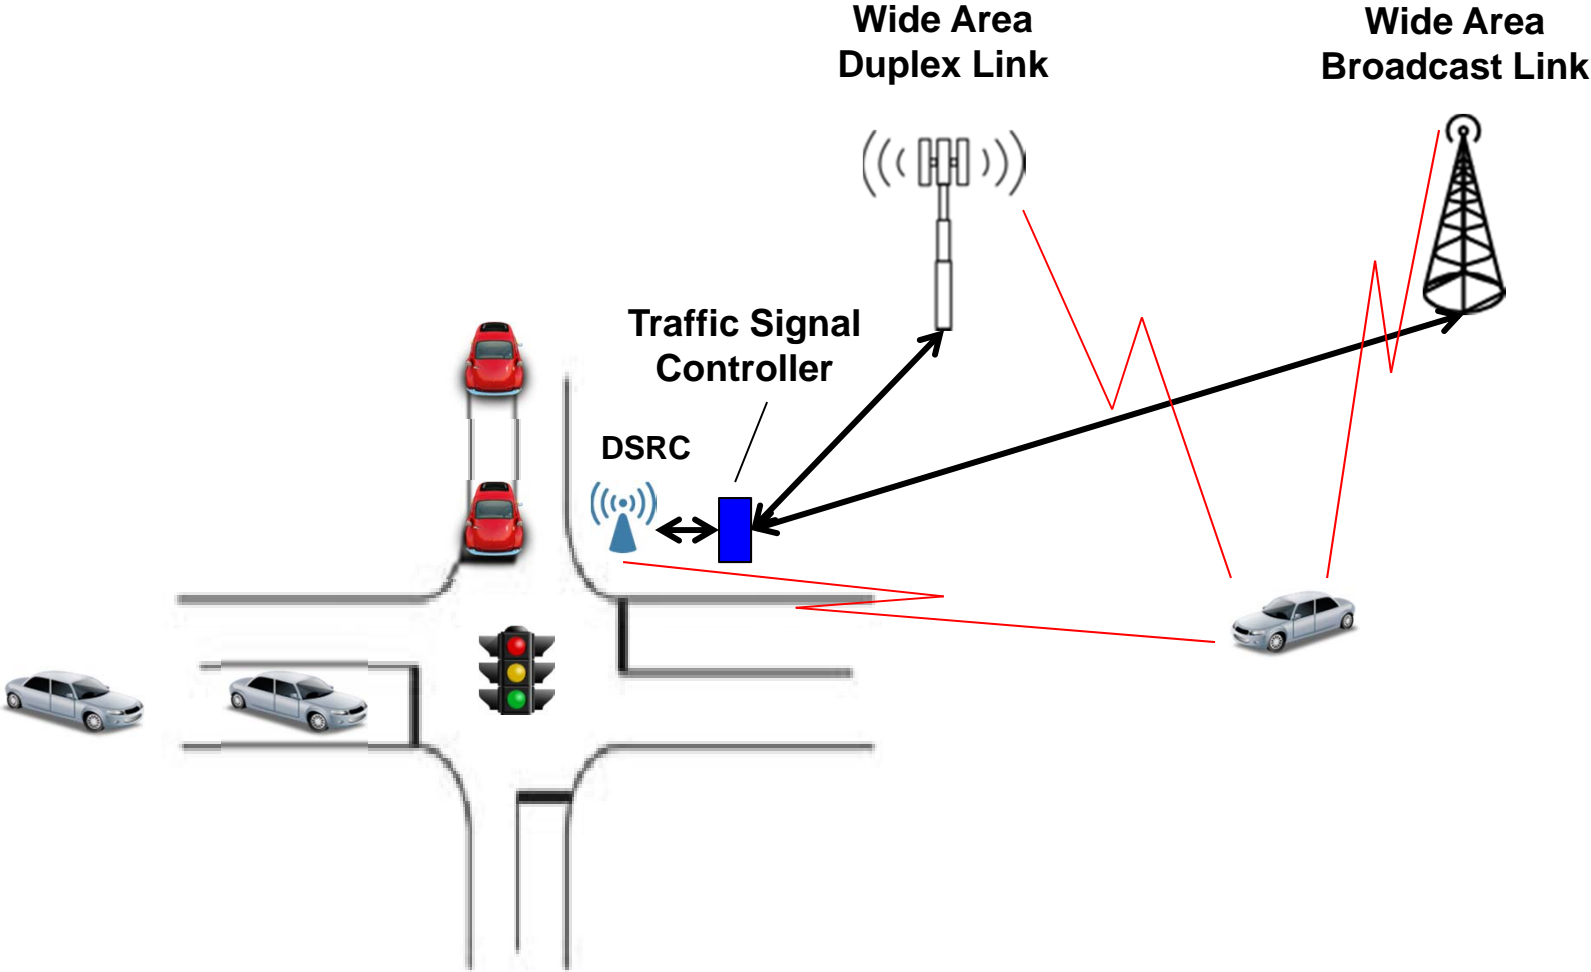 Wide Area
Duplex Link
Wide Area
Broadcast Link
Traffic Signal
Controller
DSRC